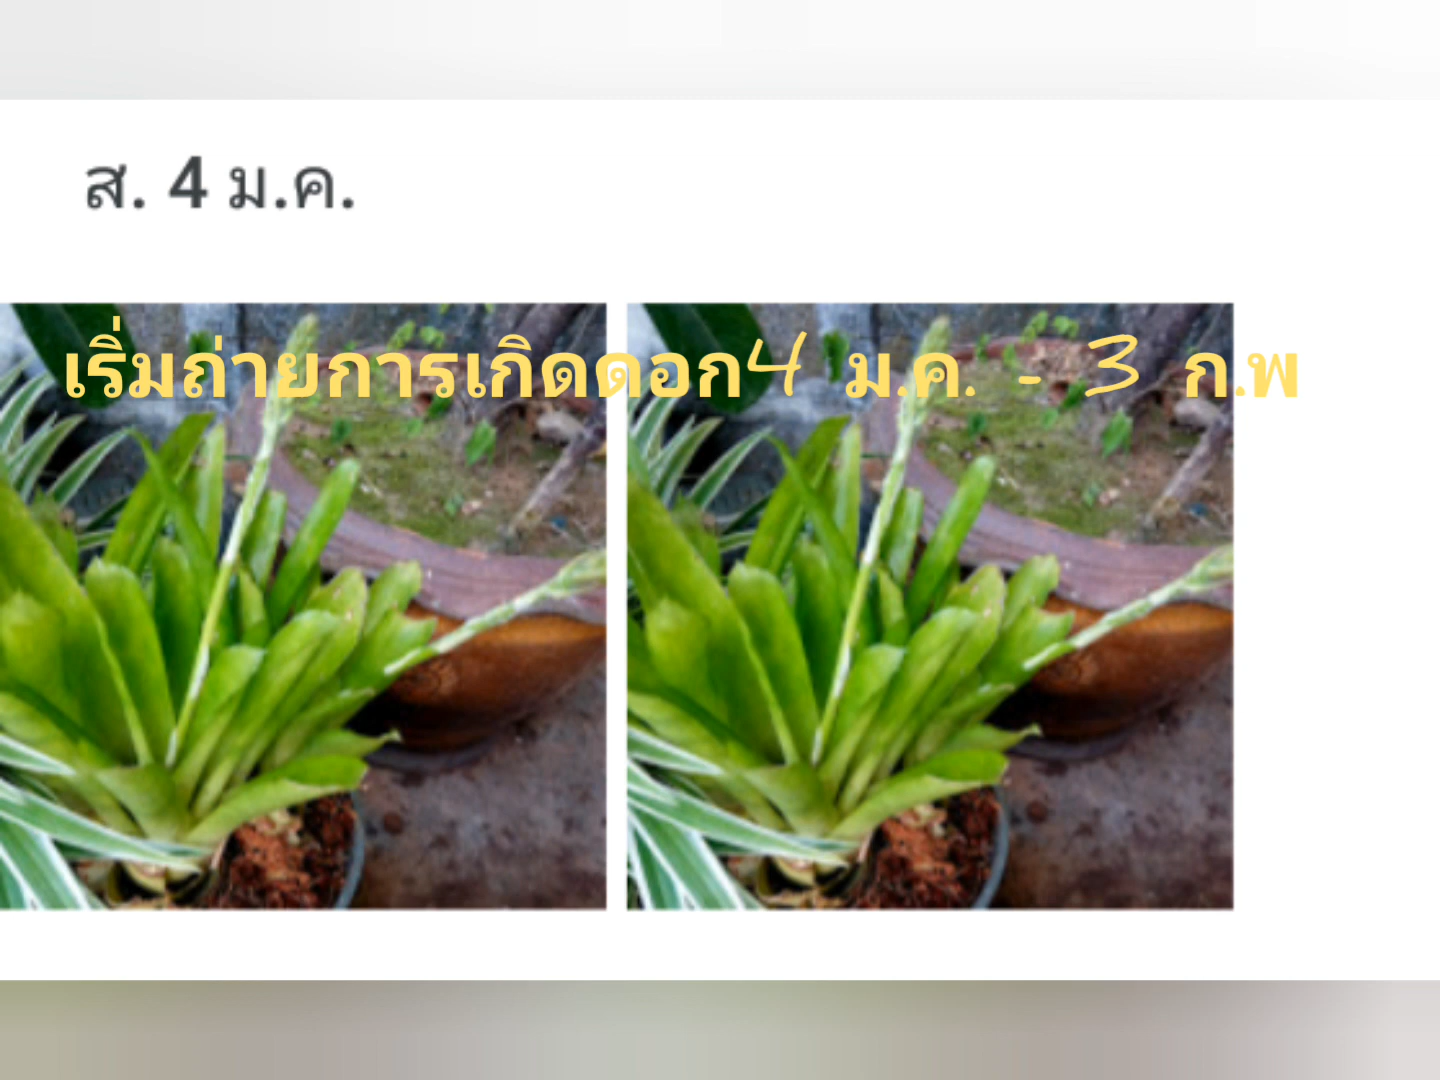 ส. 4 ม.ค.
เริ่มถ่ายการเกิดดอก4 ม.ค. - 3 ก.พ